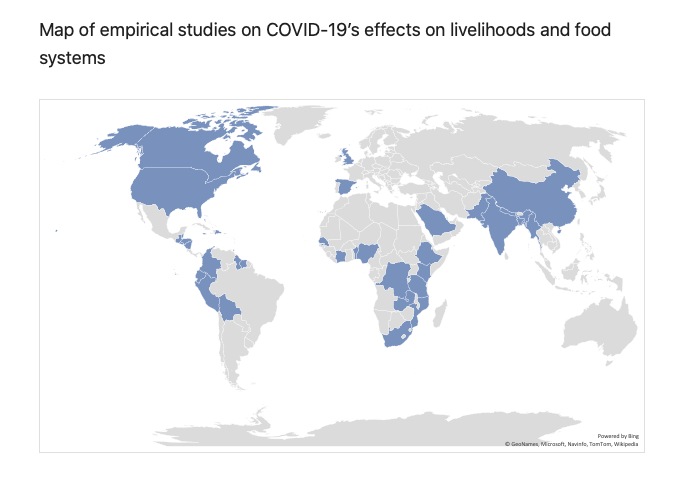 Map of empirical studies on COVID-19’s effects on livelihoods and food
systems
Powered by Bing
© GeoNames, Microsoft, Navinfo, TomTom, Wikipedia